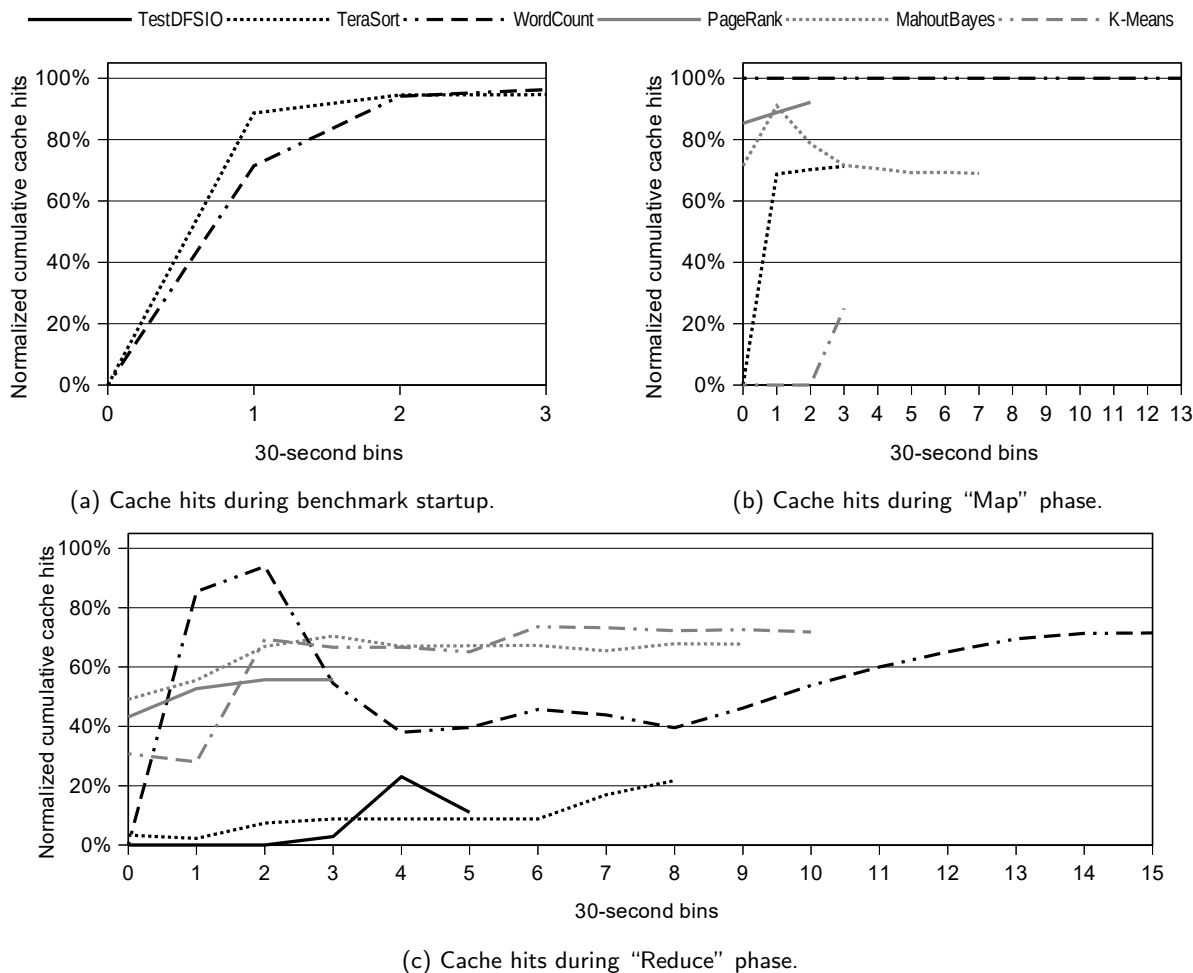 TestDFSIO TeraSort WordCount PageRank MahoutBayes K-Means
Normalized cumulative cache hits
100%
80%
60%
40%
20%
0%
0 1 2 3
30-second bins
(a) Cache hits during benchmark startup.
Normalized cumulative cache hits
100%
80%
60%
40%
20%
0%
0 1 2 3 4 5 6 7 8 9 10 11 12 13
30-second bins
(b) Cache hits during “Map” phase.
Normalized cumulative cache hits
100%
80%
60%
40%
20%
0%
0 1 2 3 4 5 6 7 8 9 10 11 12 13 14 15
30-second bins
(c) Cache hits during “Reduce” phase.